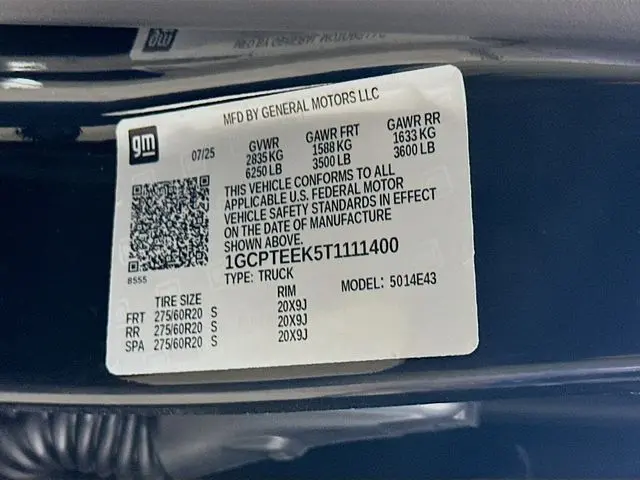 MFD BY GENERAL MOTORS LLC
gm
07/25
GVWR GAWR FRT GAWR RR
2835 KG 1588 KG 1633 KG
6250 LB 3500 LB 3600 LB
THIS VEHICLE CONFORMS TO ALL
APPLICABLE U.S. FEDERAL MOTOR
VEHICLE SAFETY STANDARDS IN EFFECT
ON THE DATE OF MANUFACTURE
SHOWN ABOVE.
1GCPTEEK5T1111400
8555
TYPE: TRUCK MODEL: 5014E43
TIRE SIZE RIM
FRT 275/60R20 S 20X9J
RR 275/60R20 S 20X9J
SPA 275/60R20 S 20X9J